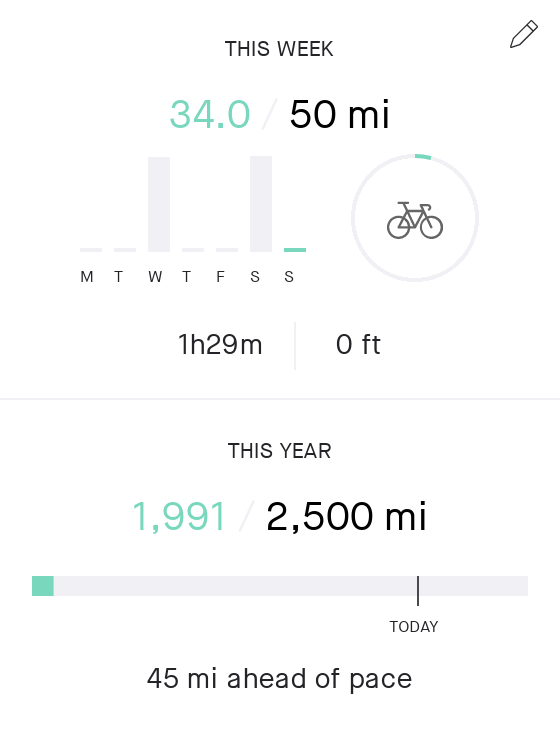 THIS WEEK
34.0 / 50 mi
M T W T F S S
1h29m | 0 ft
THIS YEAR
1,991 / 2,500 mi
TODAY
45 mi ahead of pace